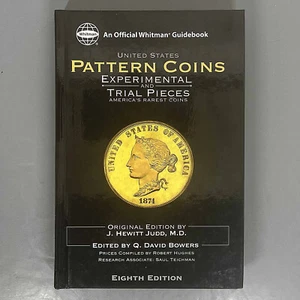 Whitman
An Official Whitman® Guidebook
UNITED STATES
PATTERN COINS
EXPERIMENTAL
AND
TRIAL PIECES
AMERICA'S RAREST COINS
UNITED STATES OF AMERICA
1874
ORIGINAL EDITION BY
J. HEWITT JUDD, M.D.
EDITED BY Q. DAVID BOWERS
PRICES COMPILED BY ROBERT HUGHES
RESEARCH ASSOCIATE: SAUL TEICHMAN
EIGHTH EDITION